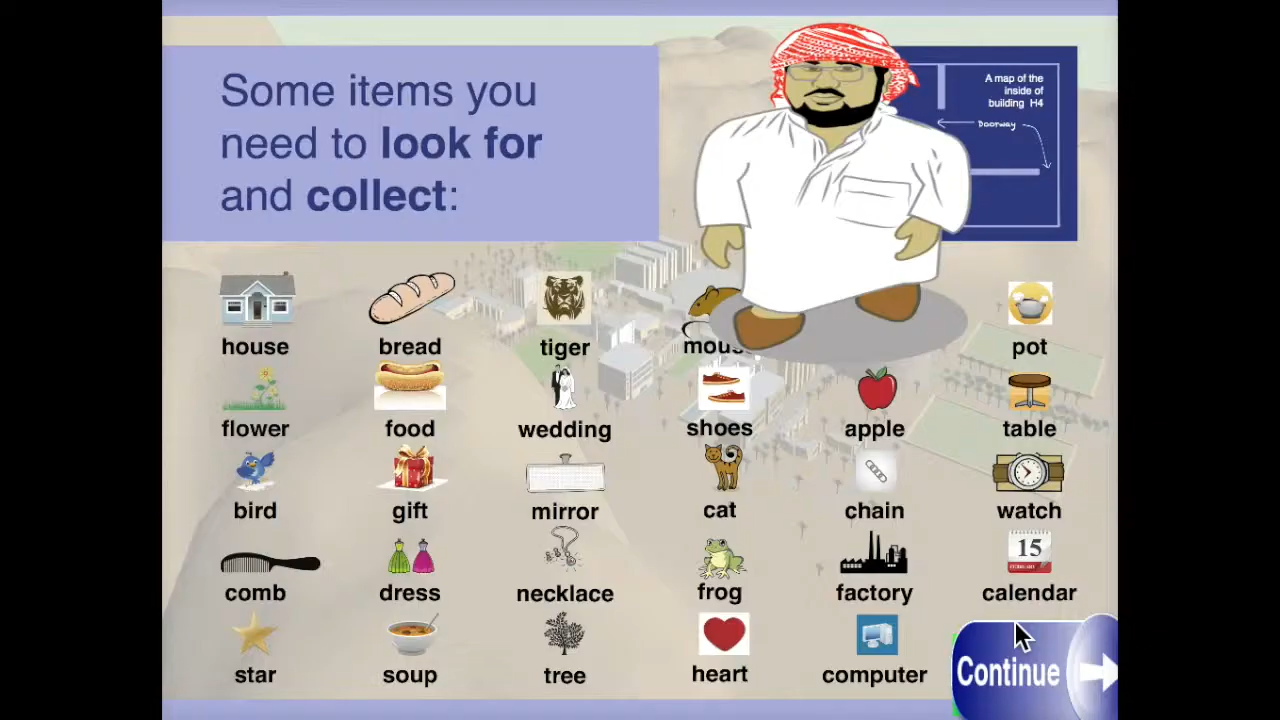 Some items you
need to look for
and collect:
A map of the
inside of
building H4
Doorway
house bread tiger mous pot
flower food wedding shoes apple table
bird gift mirror cat chain watch
15
comb dress necklace frog factory calendar
star soup tree heart computer
Continue